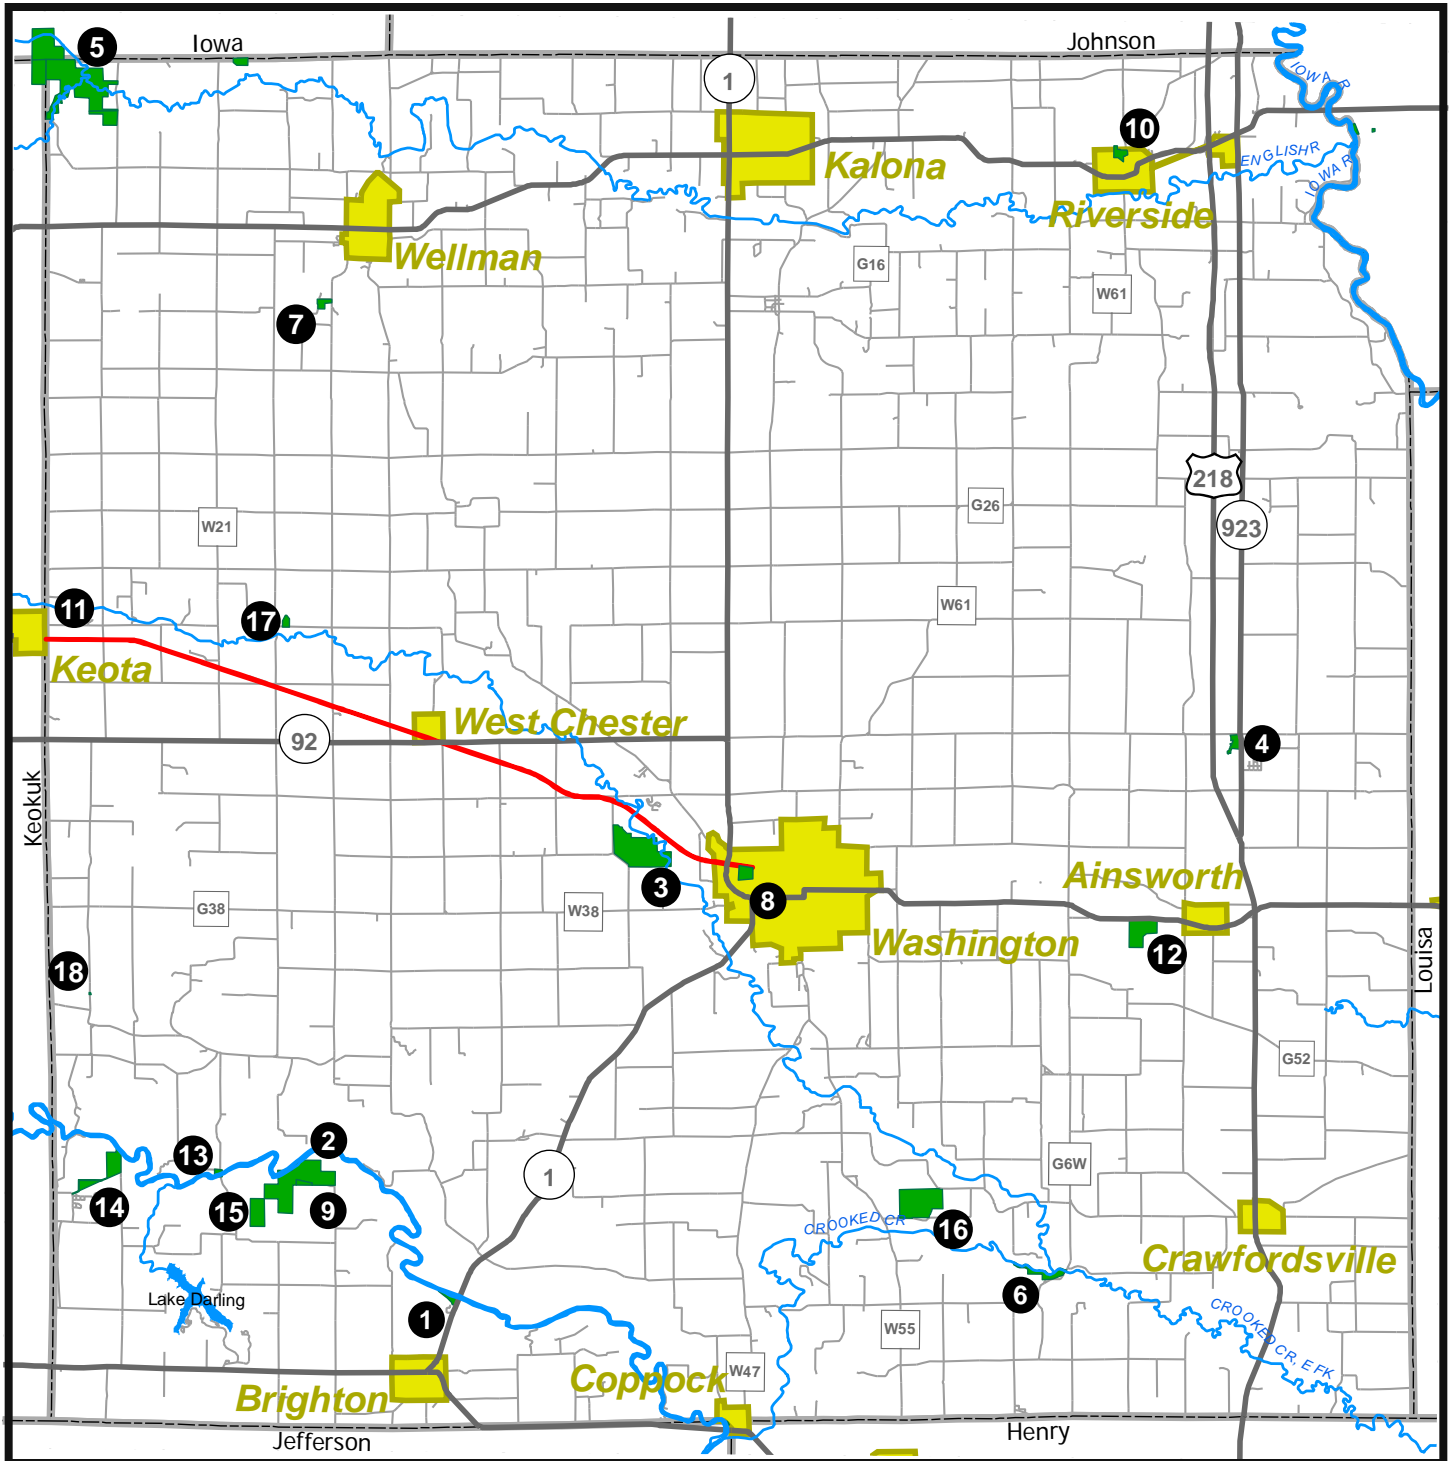 5
Iowa
Johnson
1
IOWA R
10
Kalona
ENGLISHR
IOWA R
Riverside
Wellman
G16
W61
7
218
G26
W21
923
11
17
W61
Keota
West Chester
92
4
Keokuk
Ainsworth
3
8
G38
W38
Washington
12
Louisa
18
G52
2
13
G6W
1
14
15
9
16
CROOKED CR
Crawfordsville
6
Lake Darling
CROOKED CR, E FK
1
W55
W47
Coppock
Brighton
Jefferson
Henry